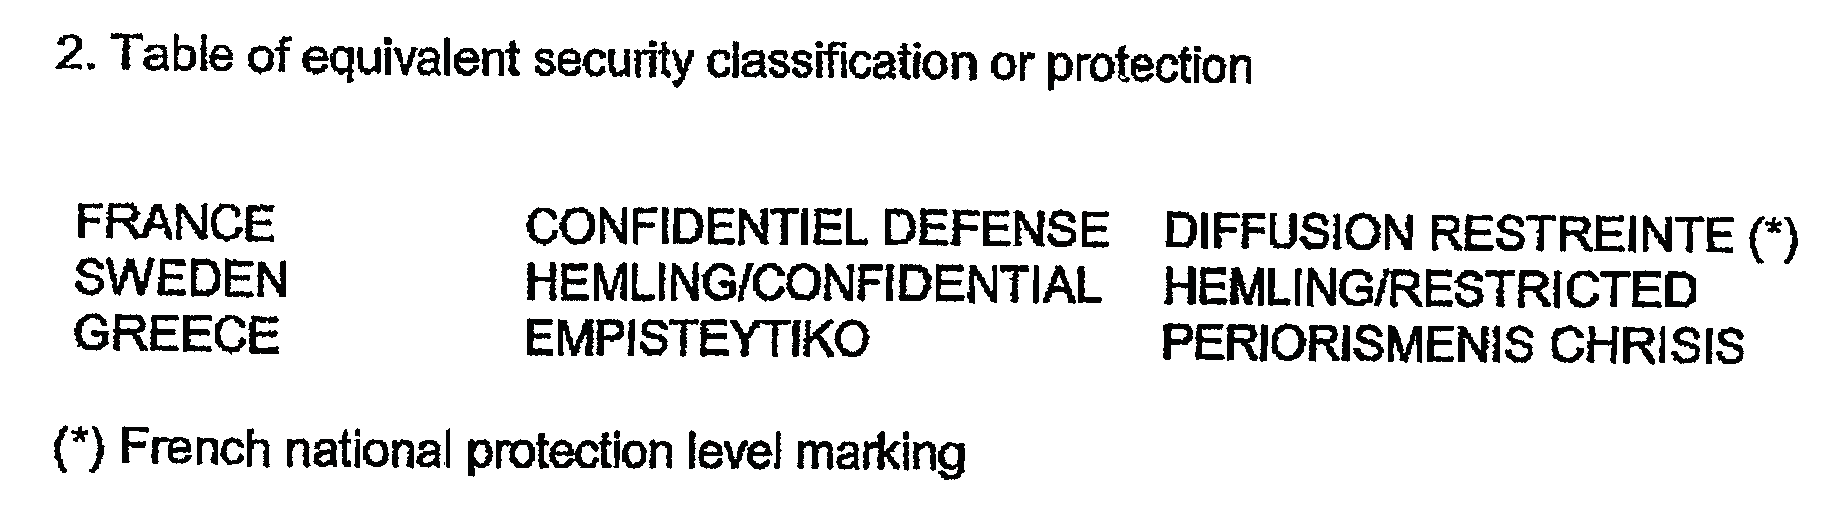 2. Table of equivalent security classification or protection
FRANCE CONFIDENTIEL DEFENSE DIFFUSION RESTREINTE (*)
SWEDEN HEMLING/CONFIDENTIAL HEMLING/RESTRICTED
GREECE EMPISTEYTIKO PERIORISMENIS CHRISIS
(*) French national protection level marking